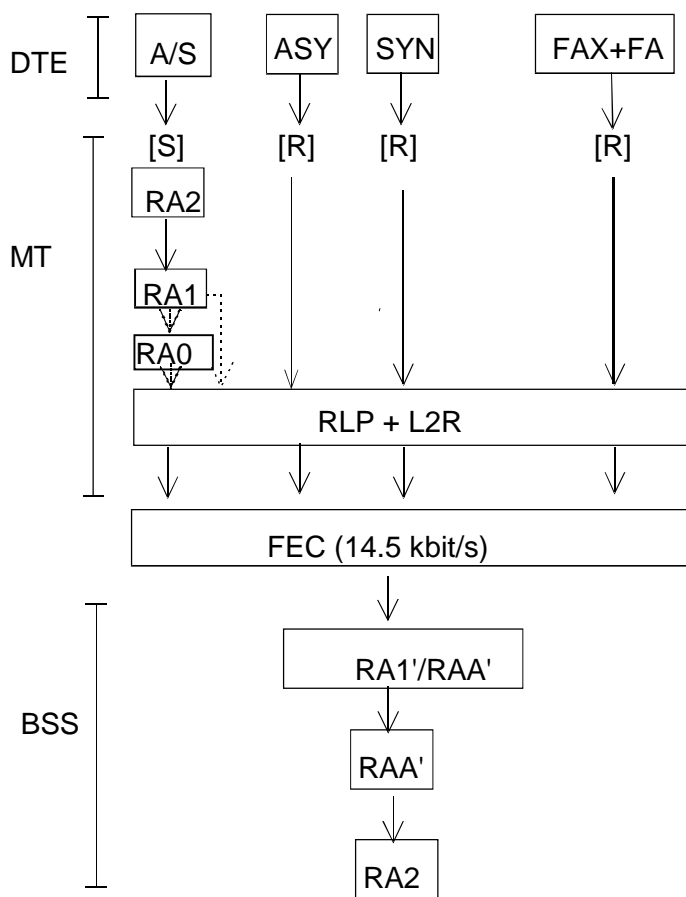 DTE A/S ASY SYN FAX+FA
[S] [R] [R] [R]
RA2
MT
RA1
RA0
RLP + L2R
FEC (14.5 kbit/s)
RA1'/RAA'
BSS
RAA'
RA2